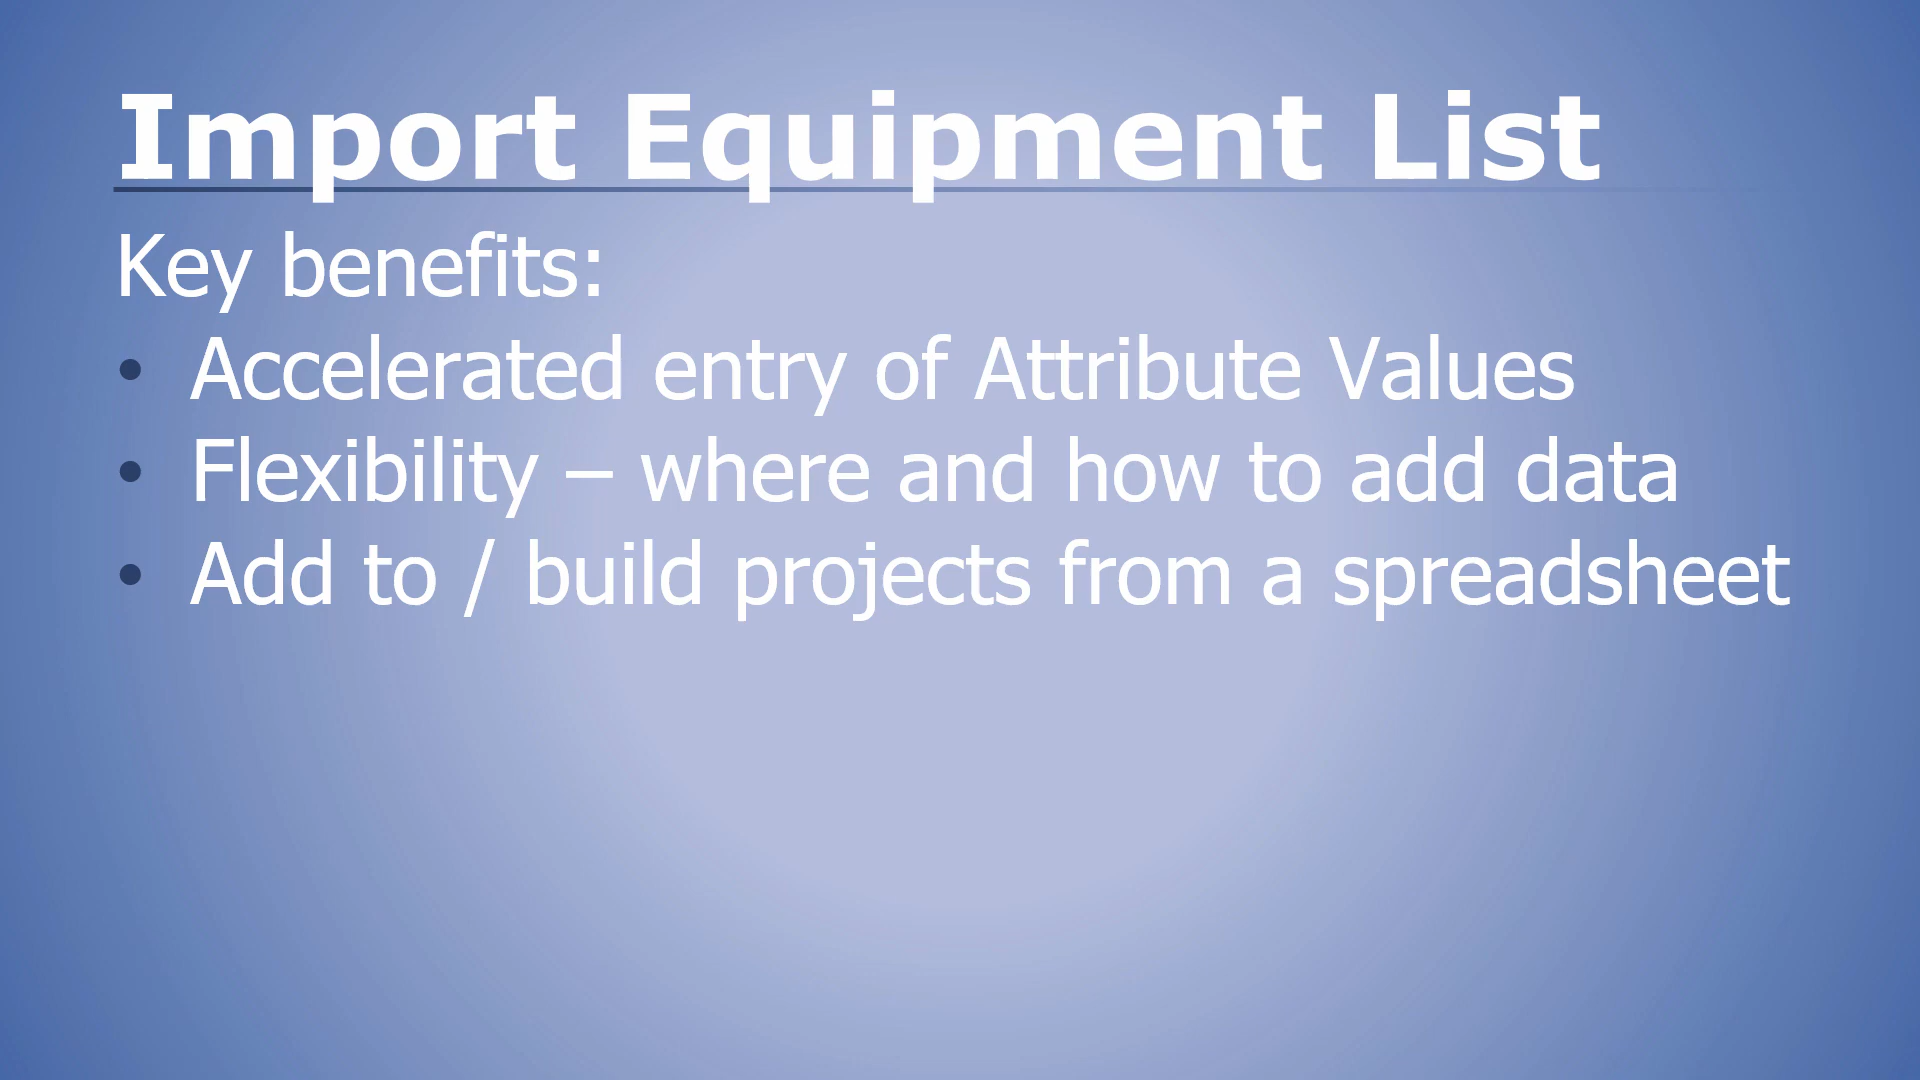 Import Equipment List
Key benefits:
• Accelerated entry of Attribute Values
• Flexibility – where and how to add data
• Add to / build projects from a spreadsheet